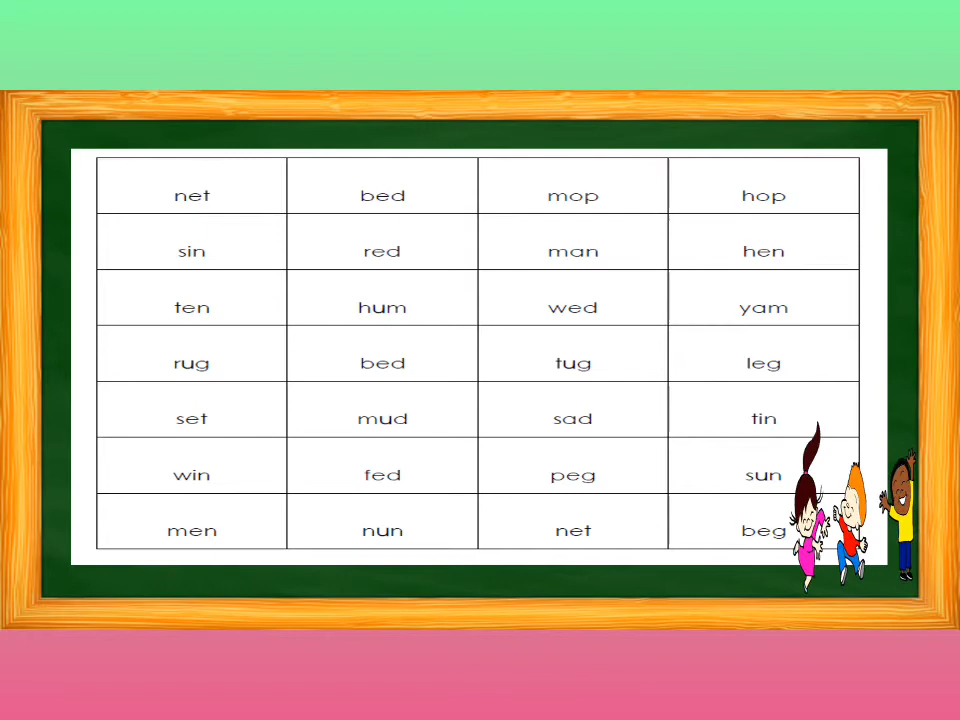 net bed mop hop
sin red man hen
ten hum wed yam
rug bed tug leg
set mud sad tin
win fed peg sun
men nun net beg